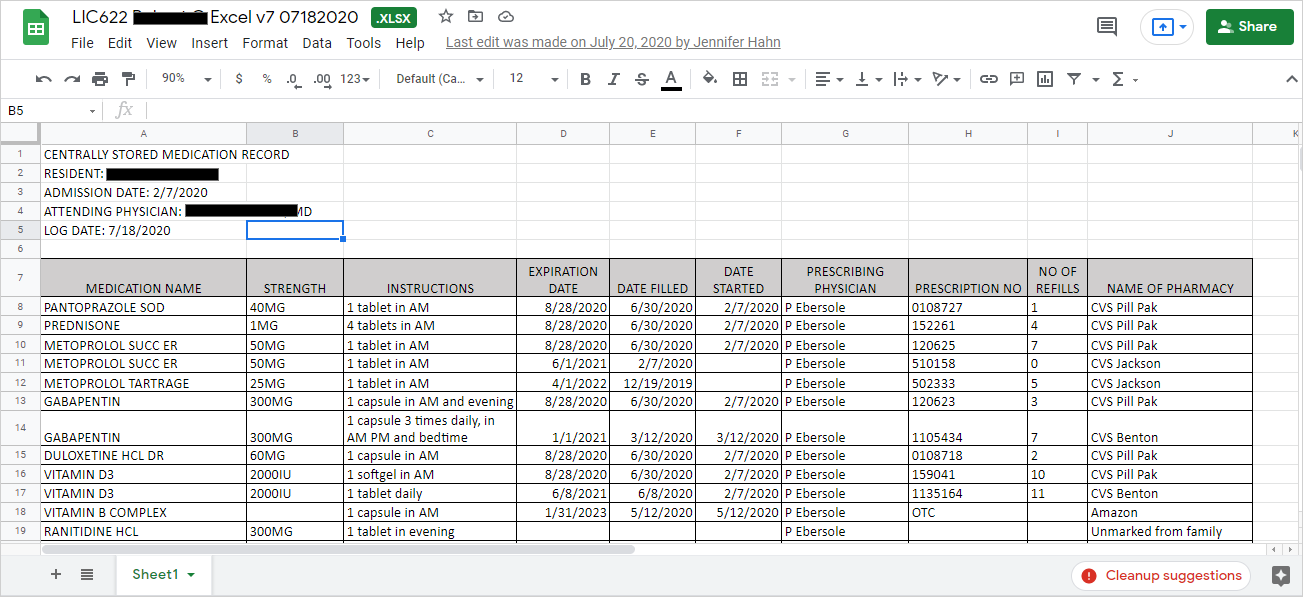 LIC622 Excel v7 07182020 .XLSX
File Edit View Insert Format Data Tools Help Last edit was made on July 20, 2020 by Jennifer Hahn
Share
90% $ % .0 .00 123 Default (Ca... 12 B I S A
B5 fx
A B C D E F G H I J K
1 CENTRALLY STORED MEDICATION RECORD
2 RESIDENT:
3 ADMISSION DATE: 2/7/2020
4 ATTENDING PHYSICIAN: MD
5 LOG DATE: 7/18/2020
6
7 MEDICATION NAME STRENGTH INSTRUCTIONS EXPIRATION DATE DATE FILLED DATE STARTED PRESCRIBING PHYSICIAN PRESCRIPTION NO NO OF REFILLS NAME OF PHARMACY
8 PANTOPRAZOLE SOD 40MG 1 tablet in AM 8/28/2020 6/30/2020 2/7/2020 P Ebersole 0108727 1 CVS Pill Pak
9 PREDNISONE 1MG 4 tablets in AM 8/28/2020 6/30/2020 2/7/2020 P Ebersole 152261 4 CVS Pill Pak
10 METOPROLOL SUCC ER 50MG 1 tablet in AM 8/28/2020 6/30/2020 2/7/2020 P Ebersole 120625 7 CVS Pill Pak
11 METOPROLOL SUCC ER 50MG 1 tablet in AM 6/1/2021 2/7/2020 P Ebersole 510158 0 CVS Jackson
12 METOPROLOL TARTRAGE 25MG 1 tablet in AM 4/1/2022 12/19/2019 P Ebersole 502333 5 CVS Jackson
13 GABAPENTIN 300MG 1 capsule in AM and evening 8/28/2020 6/30/2020 2/7/2020 P Ebersole 120623 3 CVS Pill Pak
14 GABAPENTIN 300MG 1 capsule 3 times daily, in AM PM and bedtime 1/1/2021 3/12/2020 3/12/2020 P Ebersole 1105434 7 CVS Benton
15 DULOXETINE HCL DR 60MG 1 capsule in AM 8/28/2020 6/30/2020 2/7/2020 P Ebersole 0108718 2 CVS Pill Pak
16 VITAMIN D3 2000IU 1 softgel in AM 8/28/2020 6/30/2020 2/7/2020 P Ebersole 159041 10 CVS Pill Pak
17 VITAMIN D3 2000IU 1 tablet daily 6/8/2021 6/8/2020 2/7/2020 P Ebersole 1135164 11 CVS Benton
18 VITAMIN B COMPLEX 1 capsule in AM 1/31/2023 5/12/2020 5/12/2020 P Ebersole OTC Amazon
19 RANITIDINE HCL 300MG 1 tablet in evening P Ebersole Unmarked from family
Sheet1 Cleanup suggestions